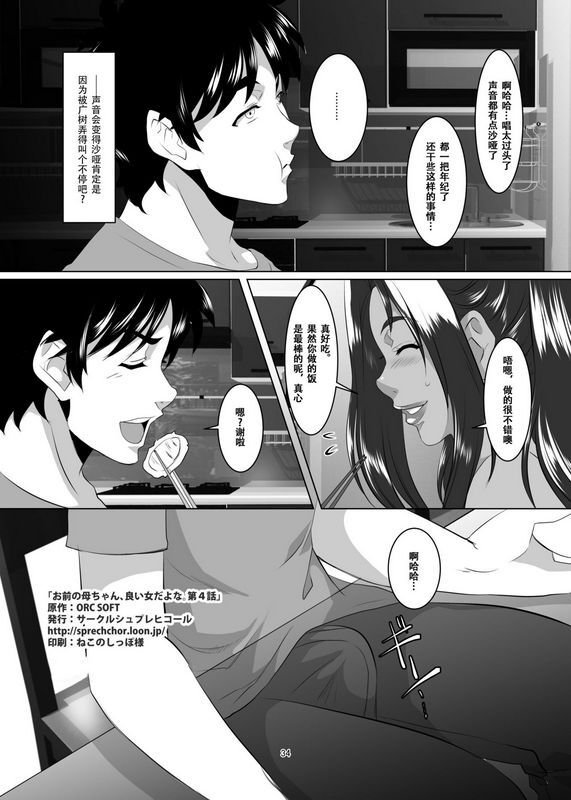 啊哈哈…唱太过头了
声音都有点沙哑了
都一把年纪了
还干些这样的事情…
………
——声音会变得沙哑肯定是
因为被广树弄得叫个不停吧?
唔嗯,做的很不错噢
真好吃。
果然你做的饭
是最棒的呢,真心
嗯?谢啦
啊哈哈…
「お前の母ちゃん、良い女だよな。第4話」
原作：ORC SOFT
発行：サークルシュプレヒコール
http://sprechchor.loon.jp/
印刷：ねこのしっぽ様
34